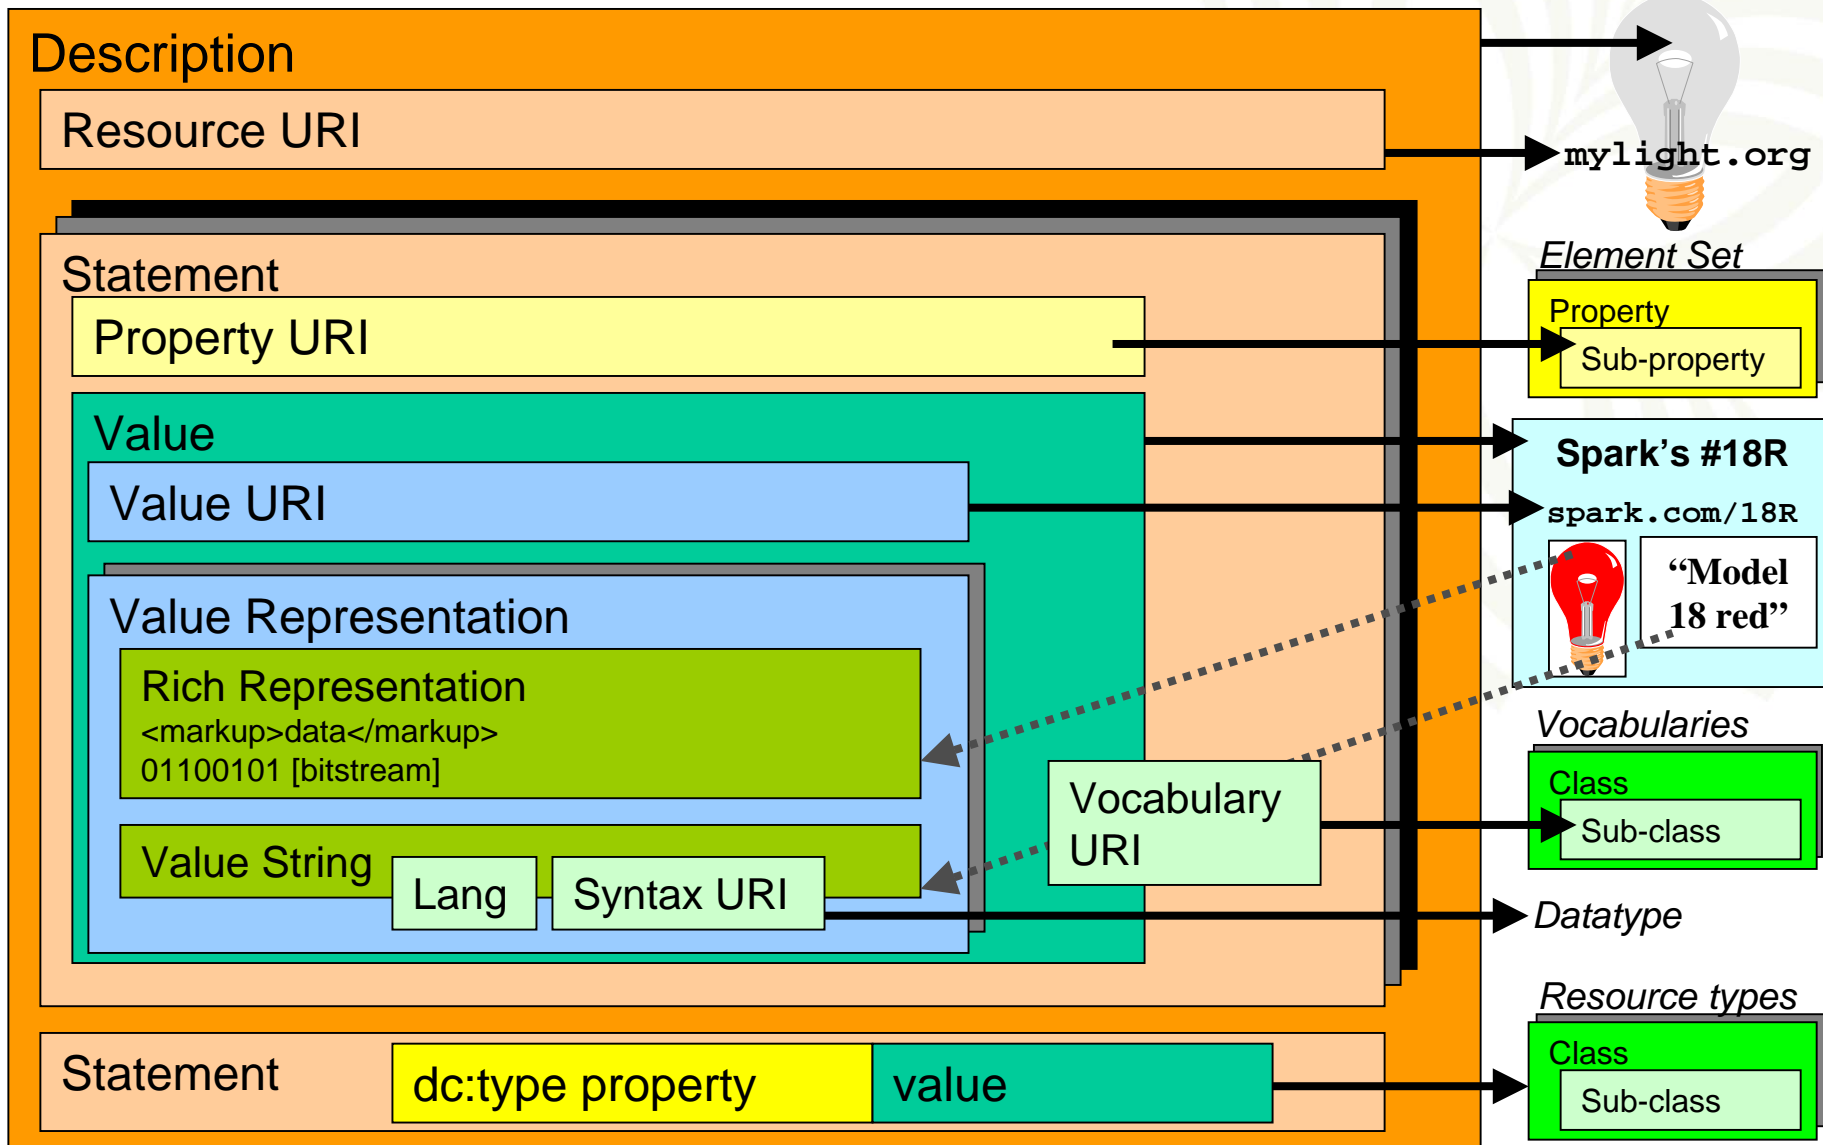 Description
Resource URI
mylight.org
Statement
Property URI
Element Set
Property
Sub-property
Value
Value URI
Spark’s #18R
spark.com/18R
“Model
18 red”
Value Representation
Rich Representation
<markup>data</markup>
01100101 [bitstream]
Value String
Lang
Syntax URI
Vocabulary
URI
Vocabularies
Class
Sub-class
Datatype
Statement
dc:type property
value
Resource types
Class
Sub-class